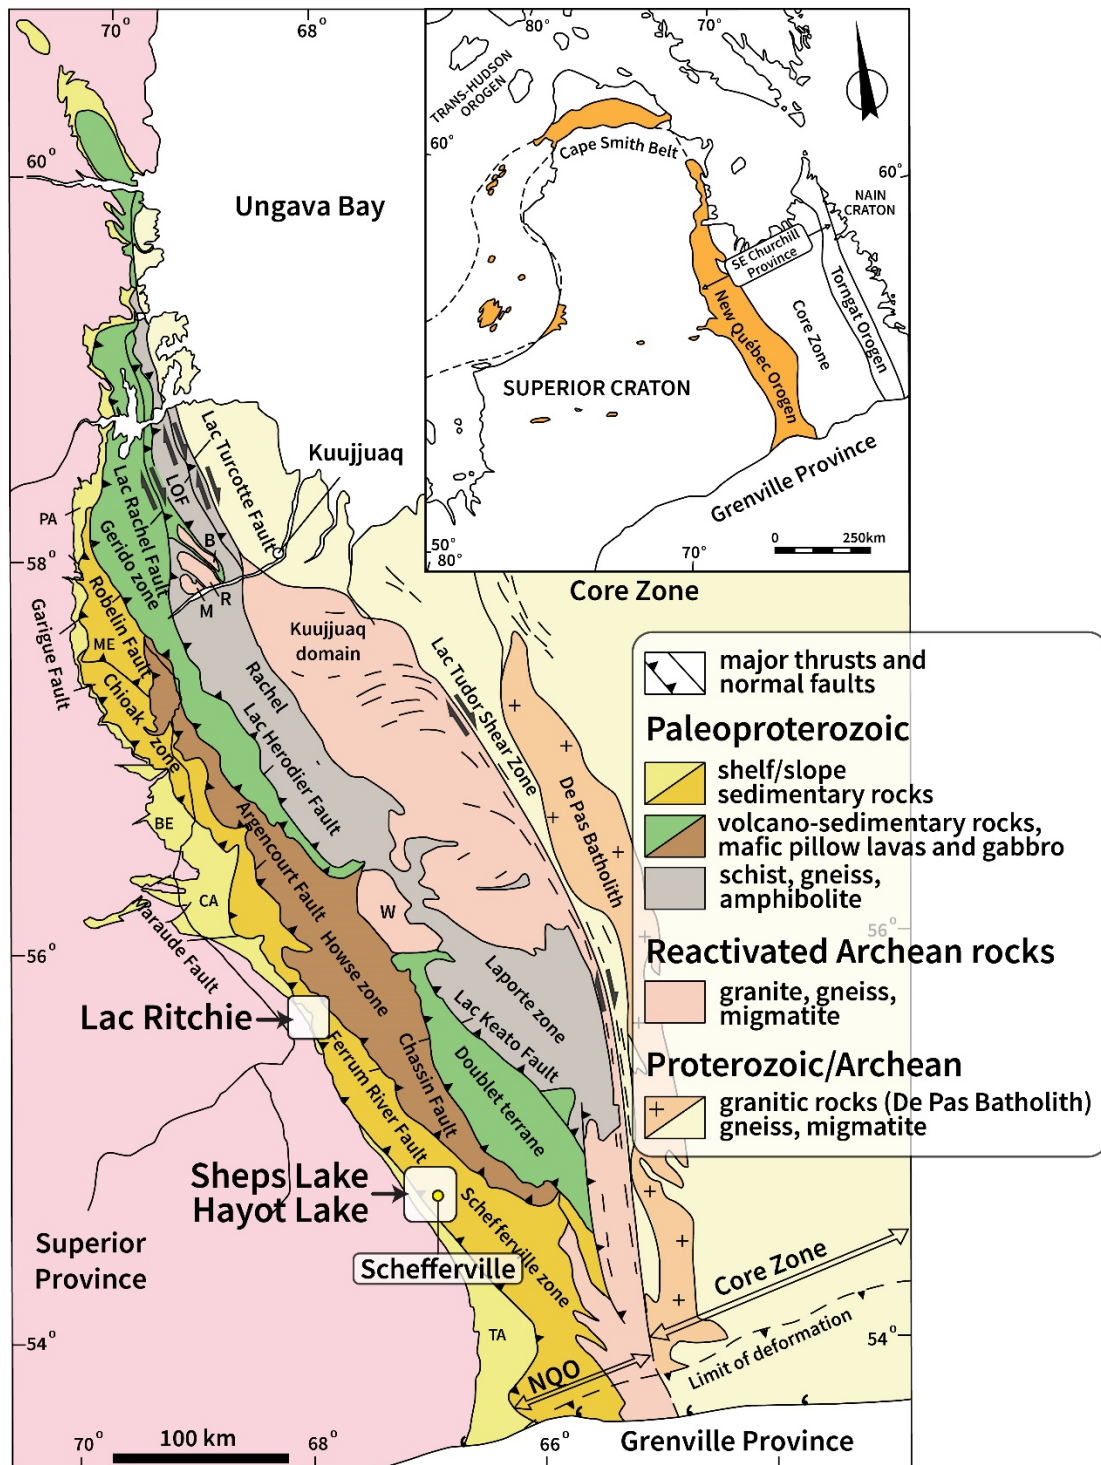 70°
68°
60°
Ungava Bay
80°
70°
TRANS-HUDSON
OROGEN
60°
Cape Smith Belt
60°
NAIN
CRATON
SE Churchill
Province
New Québec Orogen
Core Zone
Torngat Orogen
SUPERIOR CRATON
Grenville Province
50°
80°
70°
0
250km
Lac Turcotte Fault
Kuujjuaq
LOF
Lac Rachel Fault
Gerido zone
PA
B
58°
M
R
Core Zone
Robelin Fault
Garigue Fault
ME
Chioak zone
Kuujjuaq
domain
Rachel
Lac Herodier Fault
Lac Tudor Shear Zone
De Pas Batholith
major thrusts and
normal faults
Paleoproterozoic
shelf/slope
sedimentary rocks
volcano-sedimentary rocks,
mafic pillow lavas and gabbro
schist, gneiss,
amphibolite
56°
Reactivated Archean rocks
granite, gneiss,
migmatite
Proterozoic/Archean
granitic rocks (De Pas Batholith)
gneiss, migmatite
BE
Argencourt Fault
CA
W
Maraude Fault
Howse zone
56°
Laporte zone
Lac Keato Fault
Lac Ritchie
Ferrum River Fault
Chassin Fault
Doublet terrane
Sheps Lake
Hayot Lake
Schefferville zone
Superior
Province
Schefferville
Core Zone
TA
54°
54°
Limit of deformation
NQO
70°
100 km
68°
66°
Grenville Province